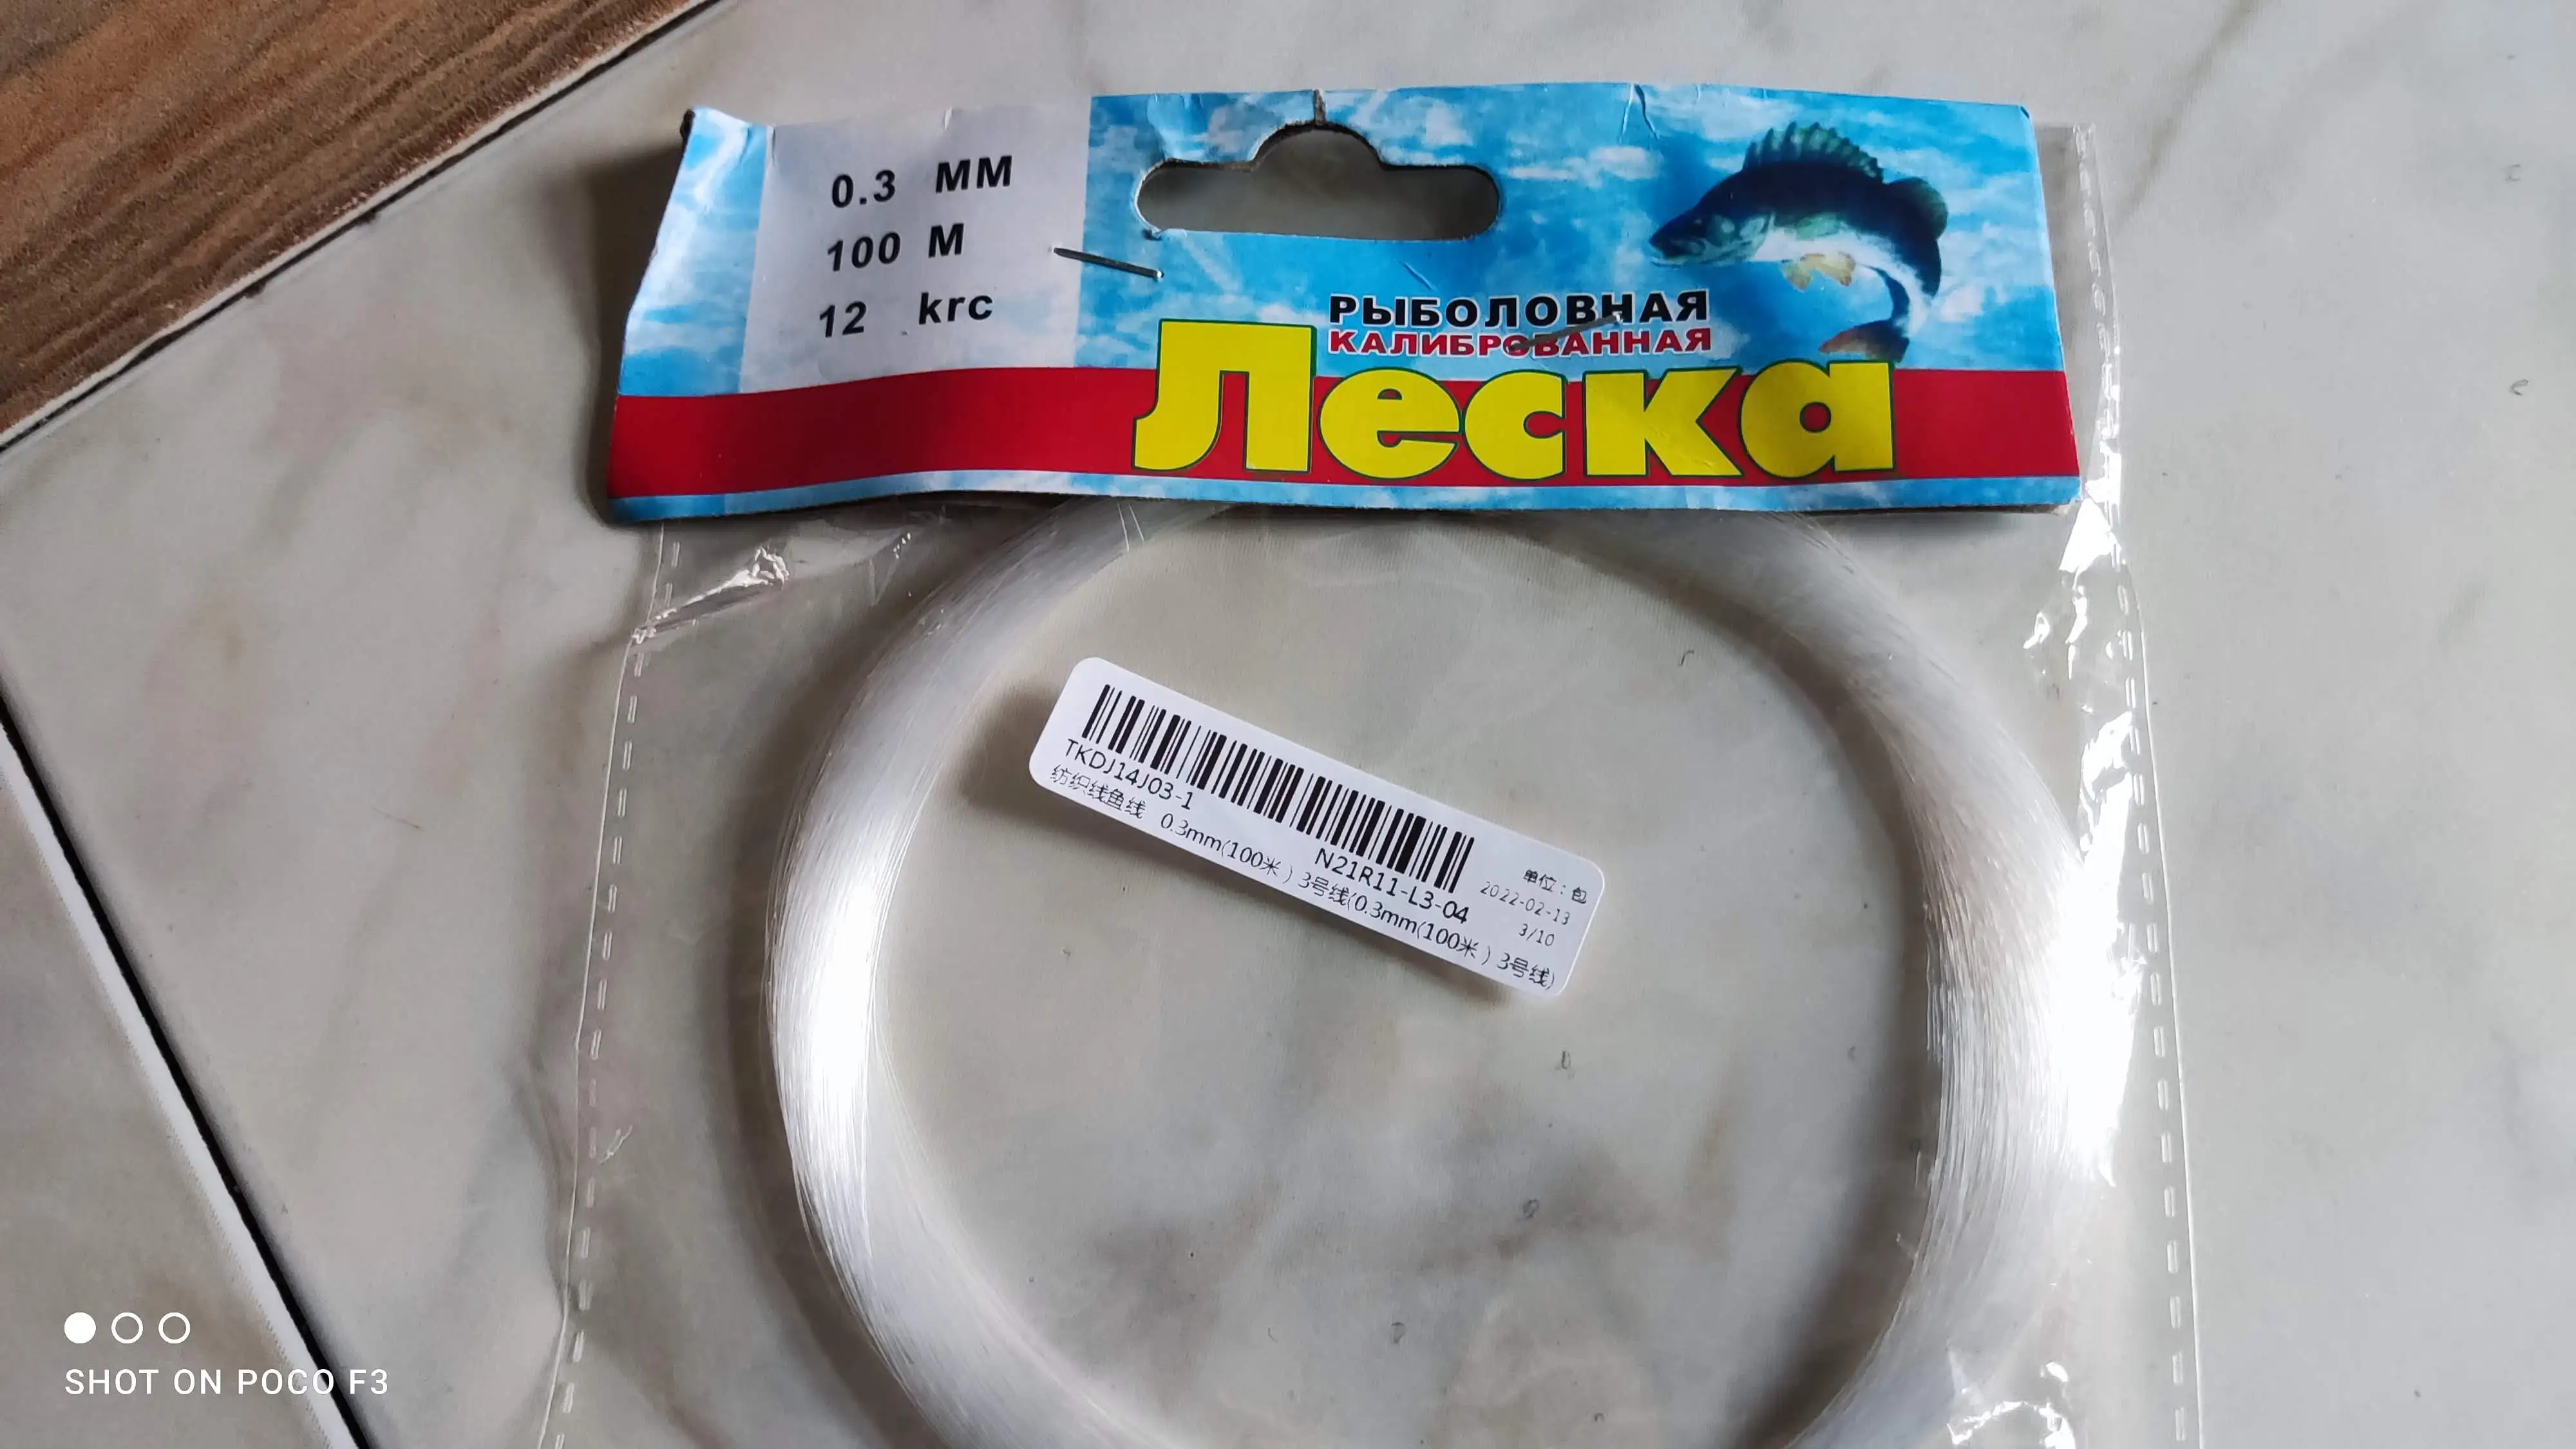 0.3 MM
100 M
12 krc
РЫБОЛОВНАЯ
КАЛИБРОВАННАЯ
Леска
TKDJ14J03-1
N21R11-L3-04
单位：包
2022-02-13
3/10
纺织线鱼线 0.3mm(100米）3号线(0.3mm(100米）3号线)
SHOT ON POCO F3